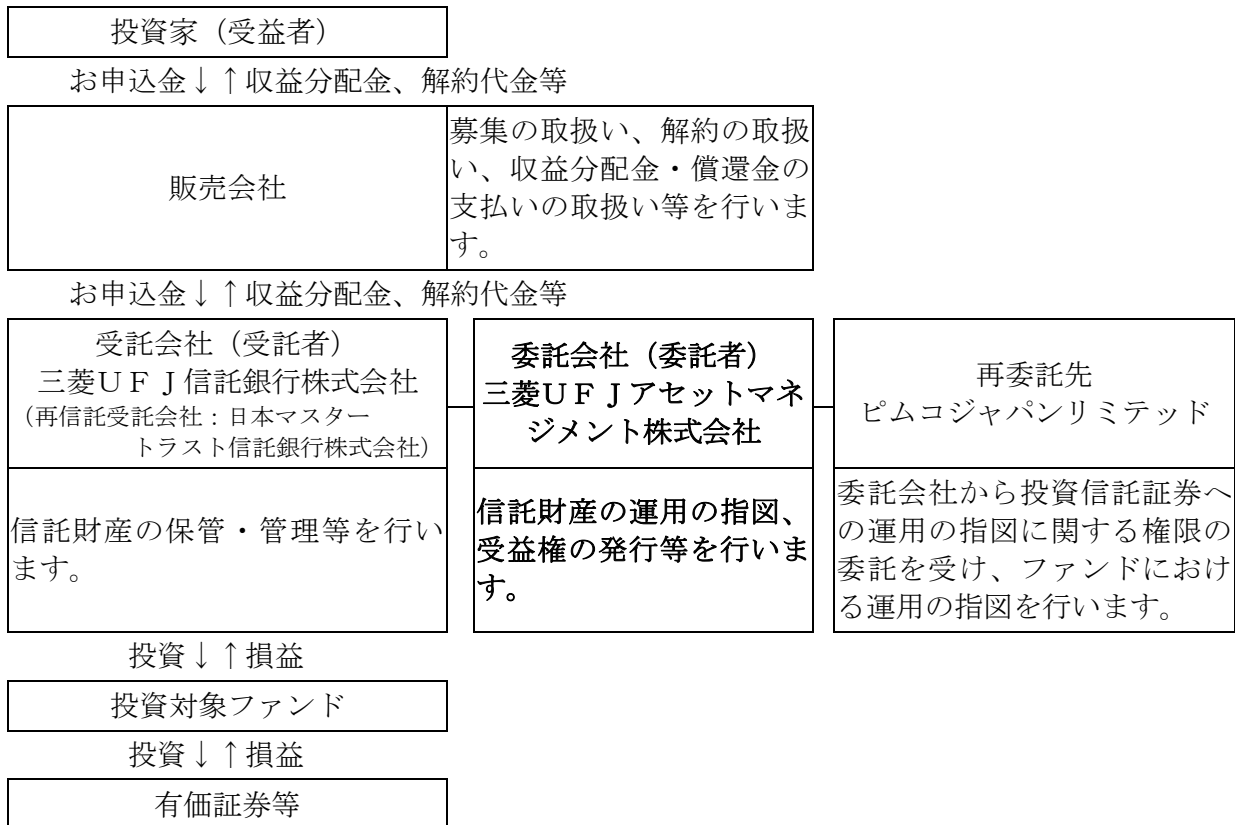 投資家（受益者）
お申込金↓↑収益分配金、解約代金等
販売会社
募集の取扱い、解約の取扱
い、収益分配金・償還金の
支払いの取扱い等を行いま
す。
お申込金↓↑収益分配金、解約代金等
受託会社（受託者）
三菱ＵＦＪ信託銀行株式会社
（再信託受託会社：日本マスター
トラスト信託銀行株式会社）
委託会社（委託者）
三菱ＵＦＪアセットマネ
ジメント株式会社
再委託先
ピムコジャパンリミテッド
信託財産の保管・管理等を行い
ます。
信託財産の運用の指図、
受益権の発行等を行いま
す。
委託会社から投資信託証券へ
の運用の指図に関する権限の
委託を受け、ファンドにおけ
る運用の指図を行います。
投資↓↑損益
投資対象ファンド
投資↓↑損益
有価証券等